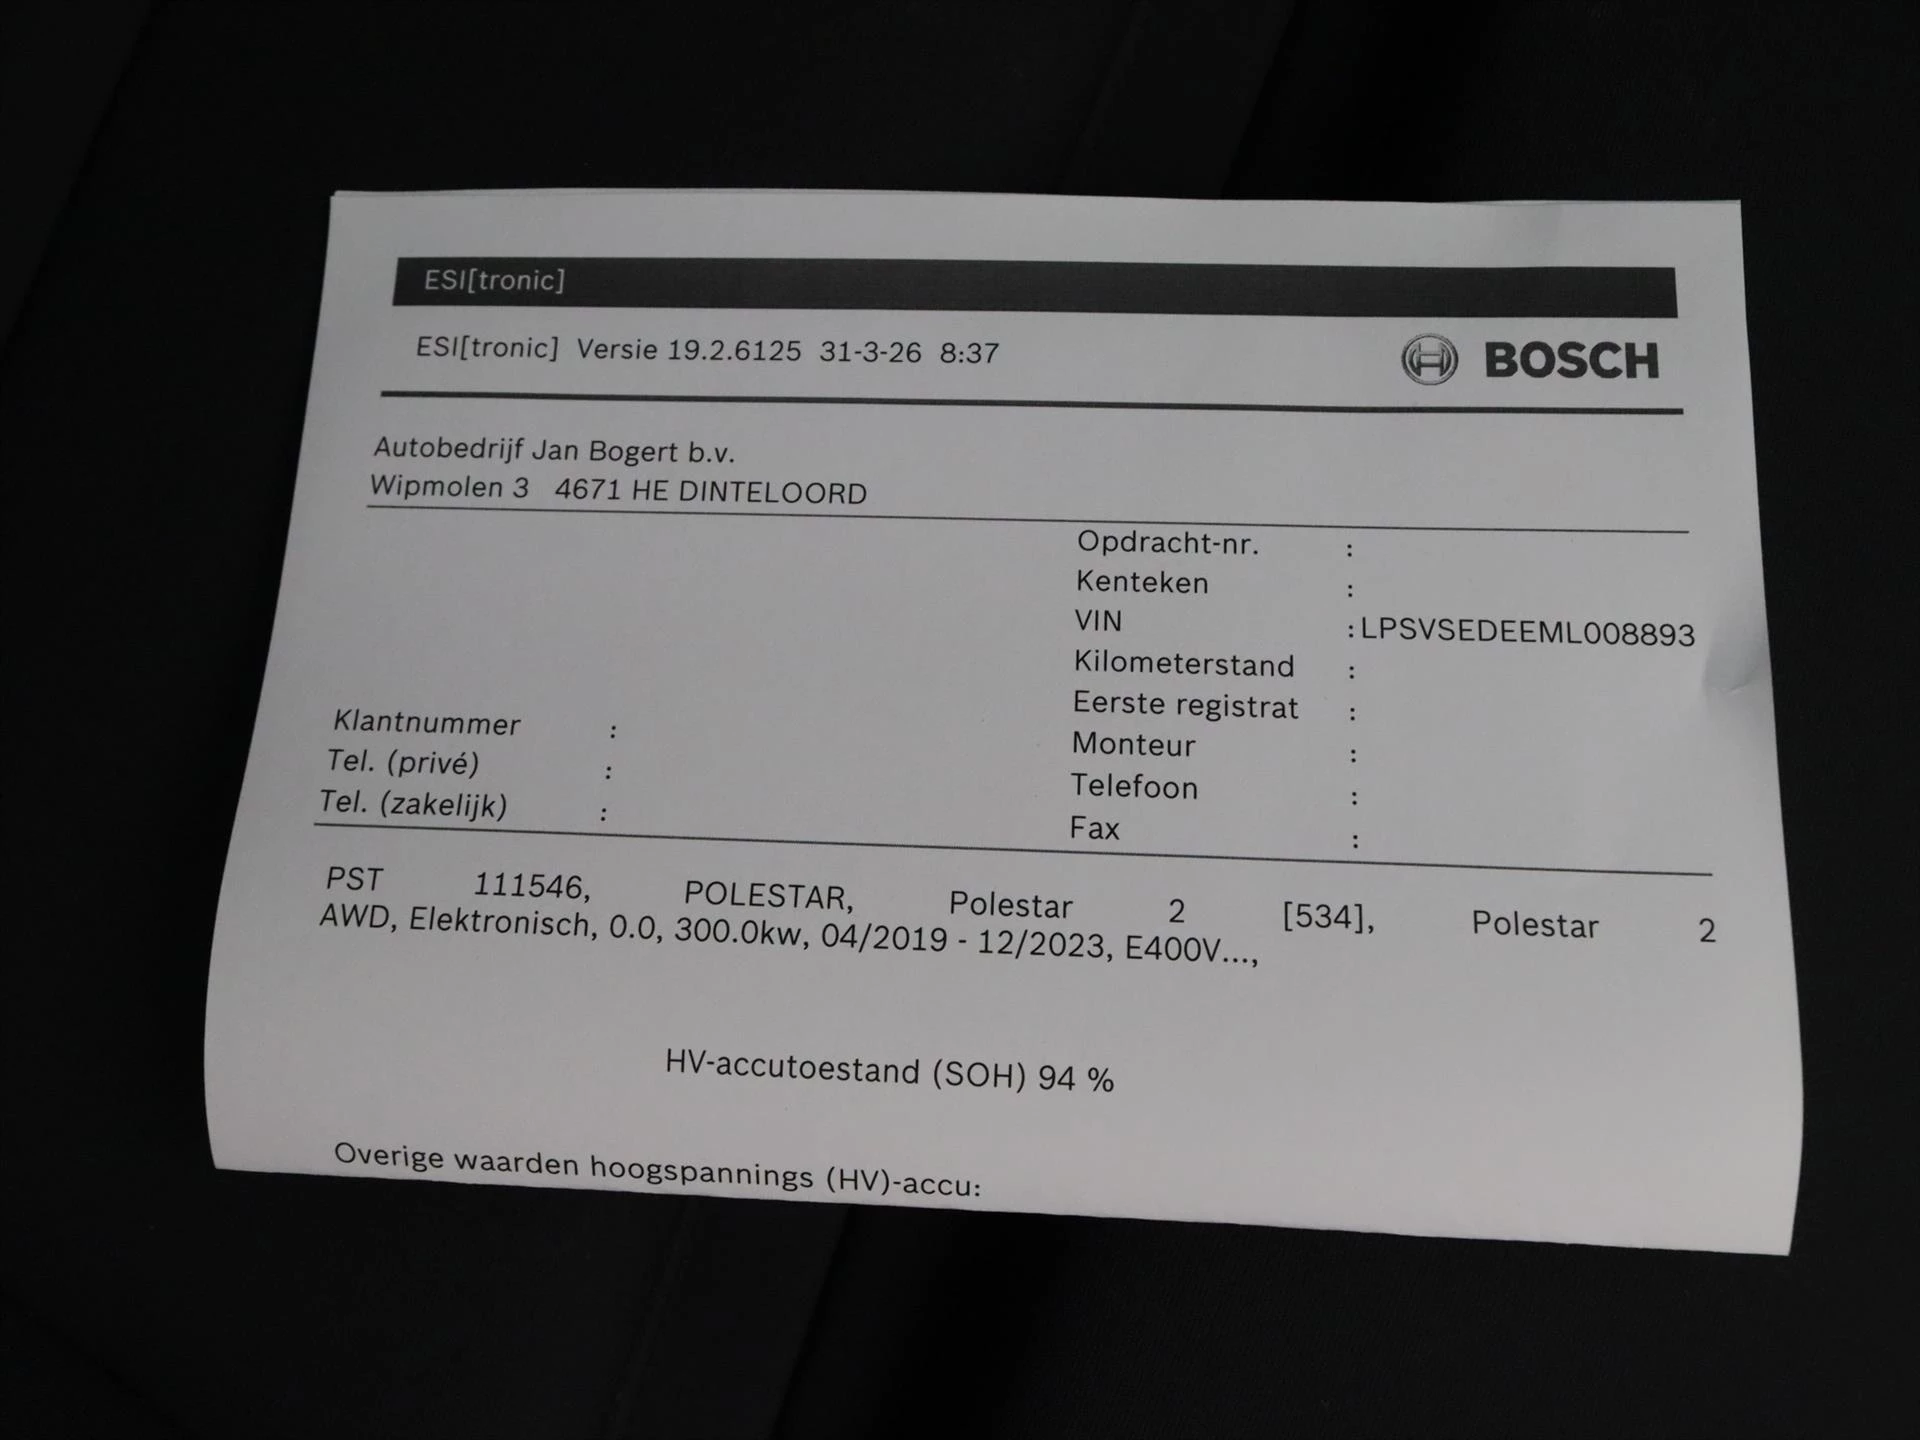 ESI[tronic]
ESI[tronic] Versie 19.2.6125 31-3-26 8:37
BOSCH
Autobedrijf Jan Bogert b.v.
Wipmolen 3 4671 HE DINTELOORD
Opdracht-nr. :
Kenteken :
VIN :LPSVSEDEEML008893
Kilometerstand :
Eerste registrat :
Monteur :
Telefoon :
Fax :
Klantnummer :
Tel. (privé) :
Tel. (zakelijk) :
PST 111546, POLESTAR, Polestar 2 [534], Polestar 2
AWD, Elektronisch, 0.0, 300.0kw, 04/2019 - 12/2023, E400V...,
HV-accutoestand (SOH) 94 %
Overige waarden hoogspannings (HV)-accu: